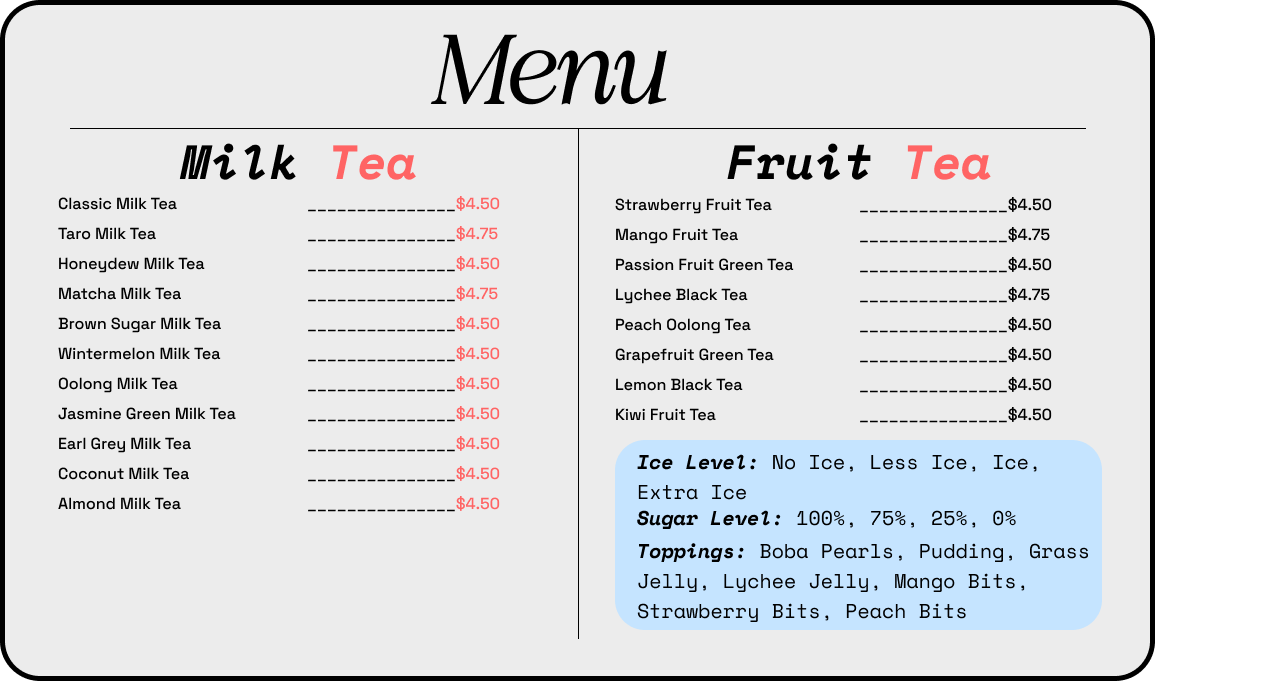 Menu
Milk Tea
Classic Milk Tea _______________$4.50
Taro Milk Tea _______________$4.75
Honeydew Milk Tea _______________$4.50
Matcha Milk Tea _______________$4.75
Brown Sugar Milk Tea _______________$4.50
Wintermelon Milk Tea _______________$4.50
Oolong Milk Tea _______________$4.50
Jasmine Green Milk Tea _______________$4.50
Earl Grey Milk Tea _______________$4.50
Coconut Milk Tea _______________$4.50
Almond Milk Tea _______________$4.50
Fruit Tea
Strawberry Fruit Tea _______________$4.50
Mango Fruit Tea _______________$4.75
Passion Fruit Green Tea _______________$4.50
Lychee Black Tea _______________$4.75
Peach Oolong Tea _______________$4.50
Grapefruit Green Tea _______________$4.50
Lemon Black Tea _______________$4.50
Kiwi Fruit Tea _______________$4.50
Ice Level: No Ice, Less Ice, Ice,
Extra Ice
Sugar Level: 100%, 75%, 25%, 0%
Toppings: Boba Pearls, Pudding, Grass
Jelly, Lychee Jelly, Mango Bits,
Strawberry Bits, Peach Bits